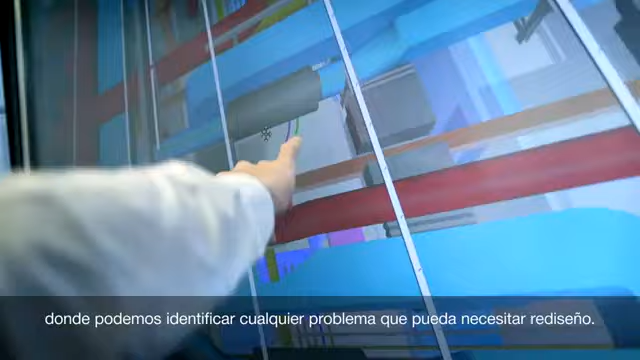 donde podemos identificar cualquier problema que pueda necesitar rediseño.